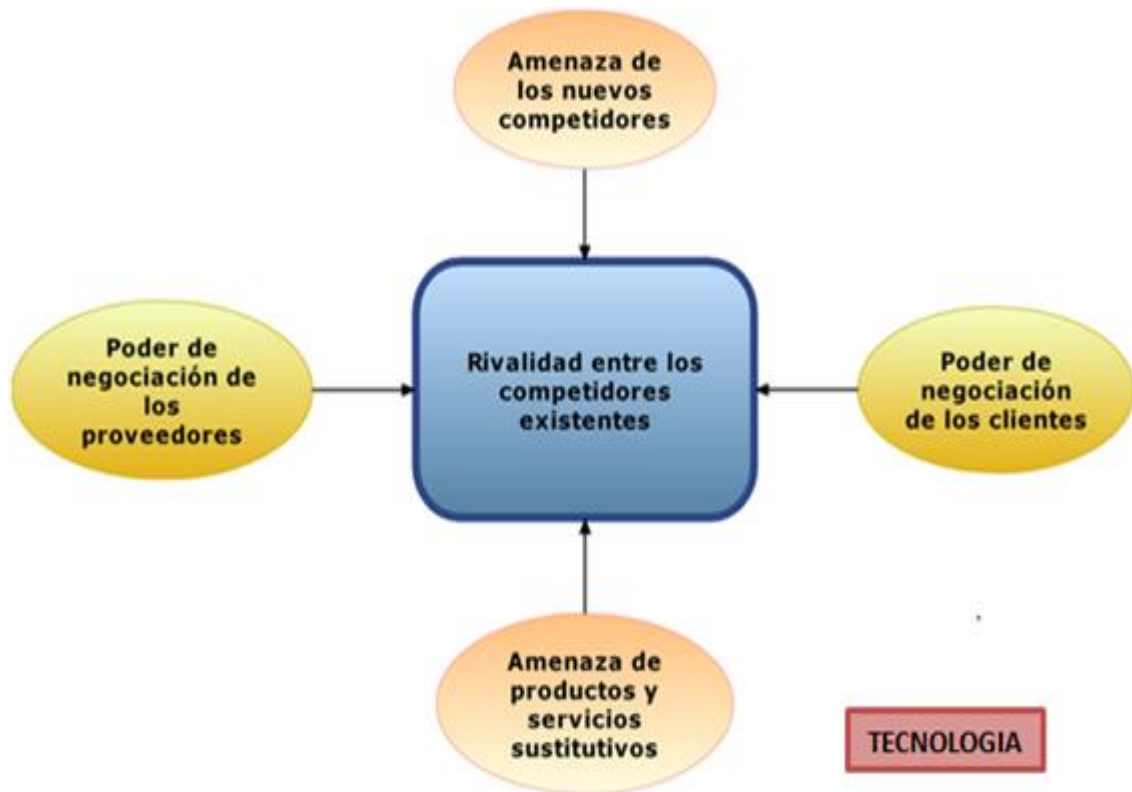 Amenaza de
los nuevos
competidores
Poder de
negociación de
los
proveedores
Rivalidad entre los
competidores
existentes
Poder de
negociación
de los clientes
Amenaza de
productos y
servicios
sustitutivos
TECNOLOGIA